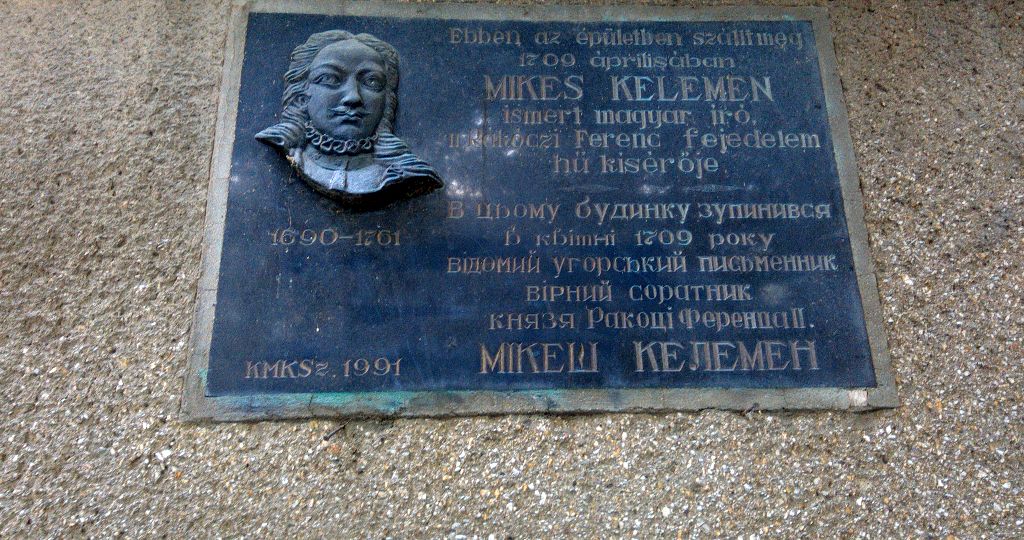 Ebben az épületben szállt meg
1709 áprilisában
MIKES KELEMEN
ismert magyar író,
II Rákóczi Ferenc fejedelem
hű kisérője.
В цьому будинку зупинився
в квітні 1709 року
відомий угорський письменник
вірний соратник
князя Ракоці Ференца II.
МІКЕШ КЕЛЕМЕН
1690-1761
KMKSz. 1991